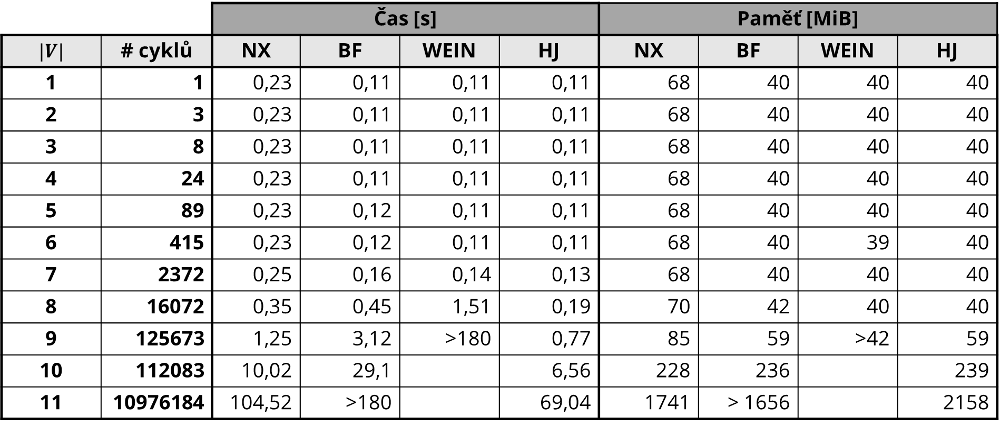 Čas [s] Paměť [MiB]
|V| # cyklů NX BF WEIN HJ NX BF WEIN HJ
1 1 0,23 0,11 0,11 0,11 68 40 40 40
2 3 0,23 0,11 0,11 0,11 68 40 40 40
3 8 0,23 0,11 0,11 0,11 68 40 40 40
4 24 0,23 0,11 0,11 0,11 68 40 40 40
5 89 0,23 0,12 0,11 0,11 68 40 40 40
6 415 0,23 0,12 0,11 0,11 68 40 39 40
7 2372 0,25 0,16 0,14 0,13 68 40 40 40
8 16072 0,35 0,45 1,51 0,19 70 42 40 40
9 125673 1,25 3,12 >180 0,77 85 59 >42 59
10 112083 10,02 29,1 6,56 228 236 239
11 10976184 104,52 >180 69,04 1741 > 1656 2158